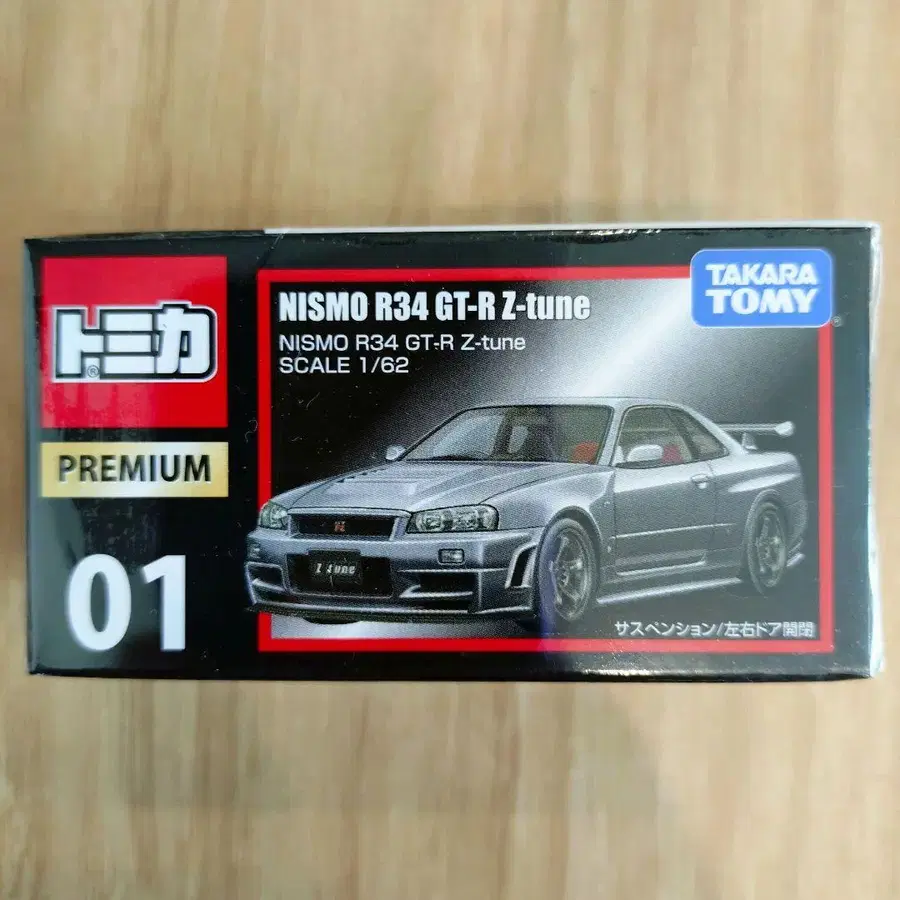 トミカ
®
PREMIUM
01
NISMO R34 GT-R Z-tune
NISMO R34 GT-R Z-tune
SCALE 1/62
TAKARA
TOMY
Z tune
サスペンション/左右ドア開閉